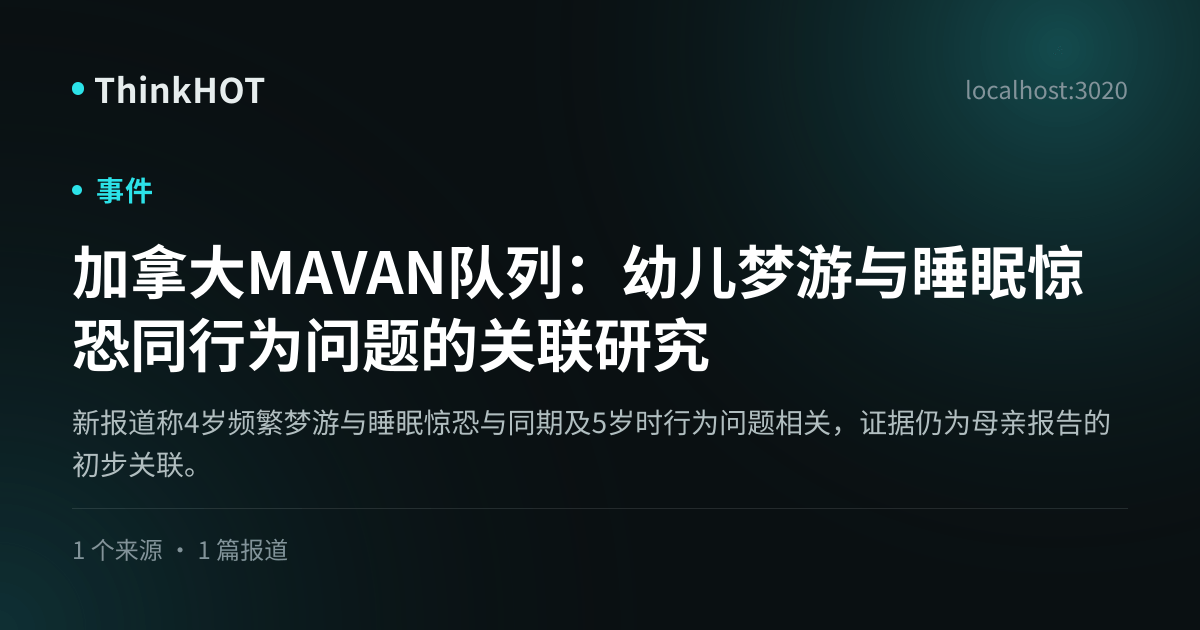 ThinkHOT
localhost:3020
事件
加拿大MAVAN队列：幼儿梦游与睡眠惊
恐同行为问题的关联研究
新报道称4岁频繁梦游与睡眠惊恐与同期及5岁时行为问题相关，证据仍为母亲报告的
初步关联。
1 个来源 · 1 篇报道